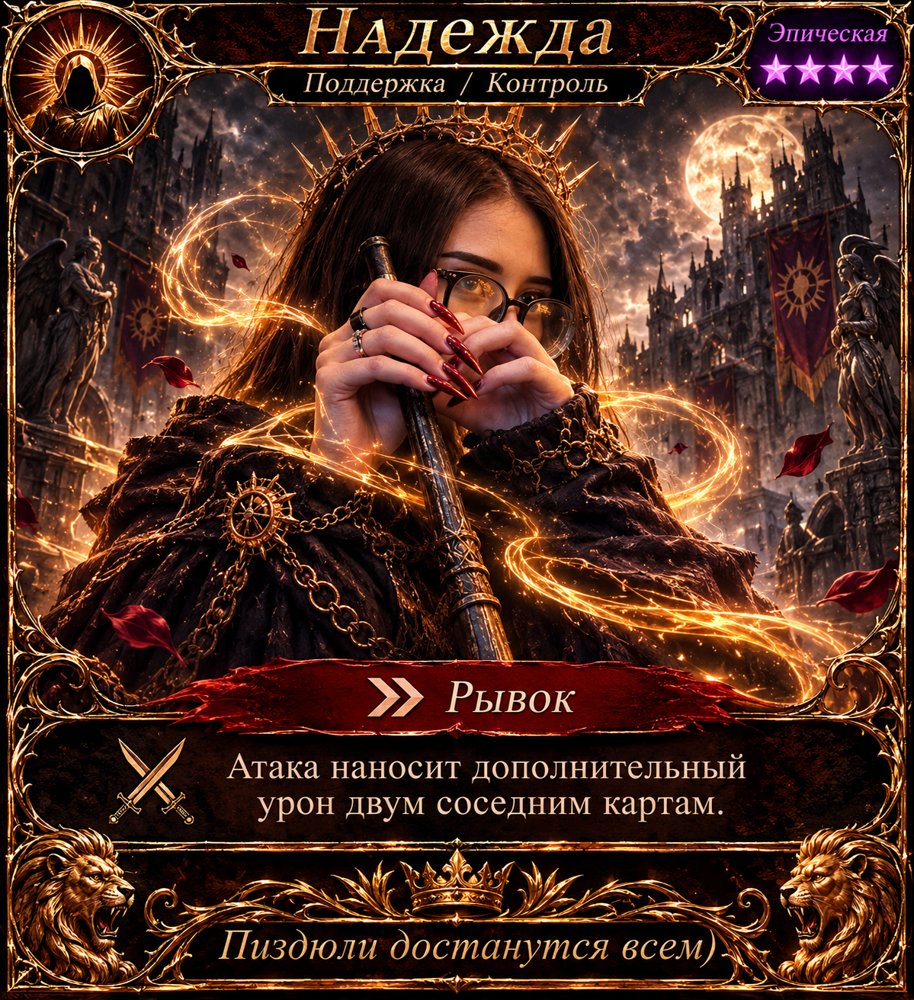 Надежда
Эпическая
Поддержка / Контроль
Рывок
Атака наносит дополнительный
урон двум соседним картам.
Пиздюли достанутся всем)